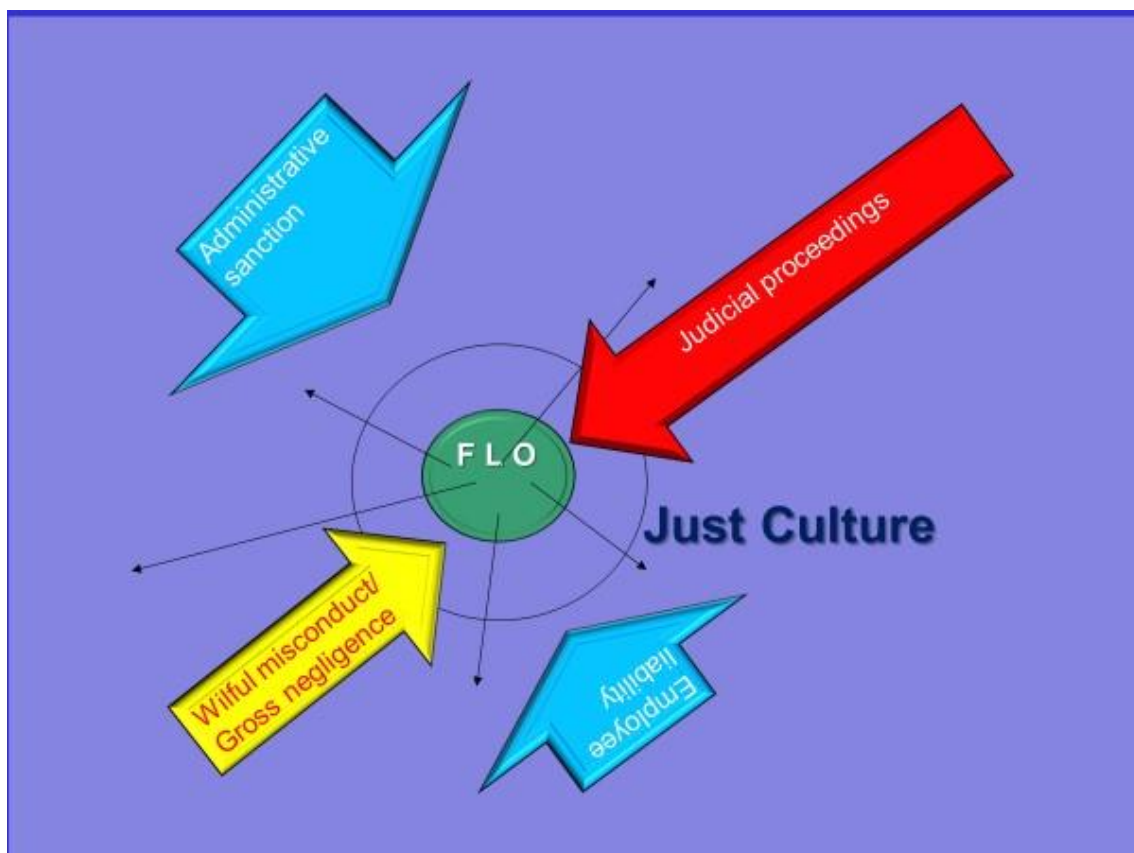 Administrative
sanction
Judicial proceedings
F L O
Just Culture
Wilful misconduct/
Gross negligence
Employee
liability